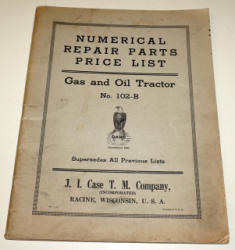 NUMERICAL
REPAIR PARTS
PRICE LIST
Gas and Oil Tractor
No. 102-B
CASE
Supersedes All Previous Lists
J. I. Case T. M. Company,
(INCORPORATED)
RACINE, WISCONSIN, U. S. A.